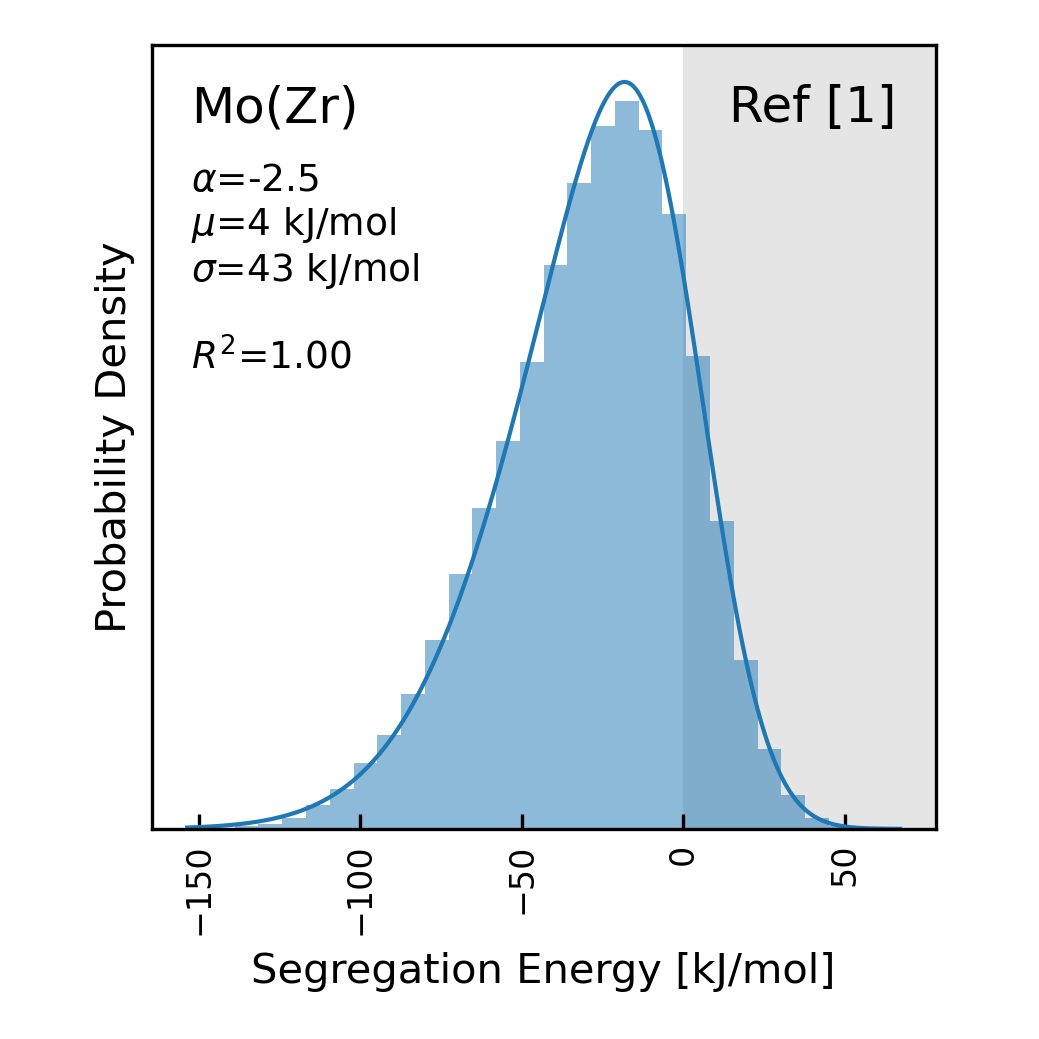 Mo(Zr)
Ref [1]
α=-2.5
μ=4 kJ/mol
σ=43 kJ/mol
R²=1.00
Probability Density
−150
−100
−50
0
50
Segregation Energy [kJ/mol]